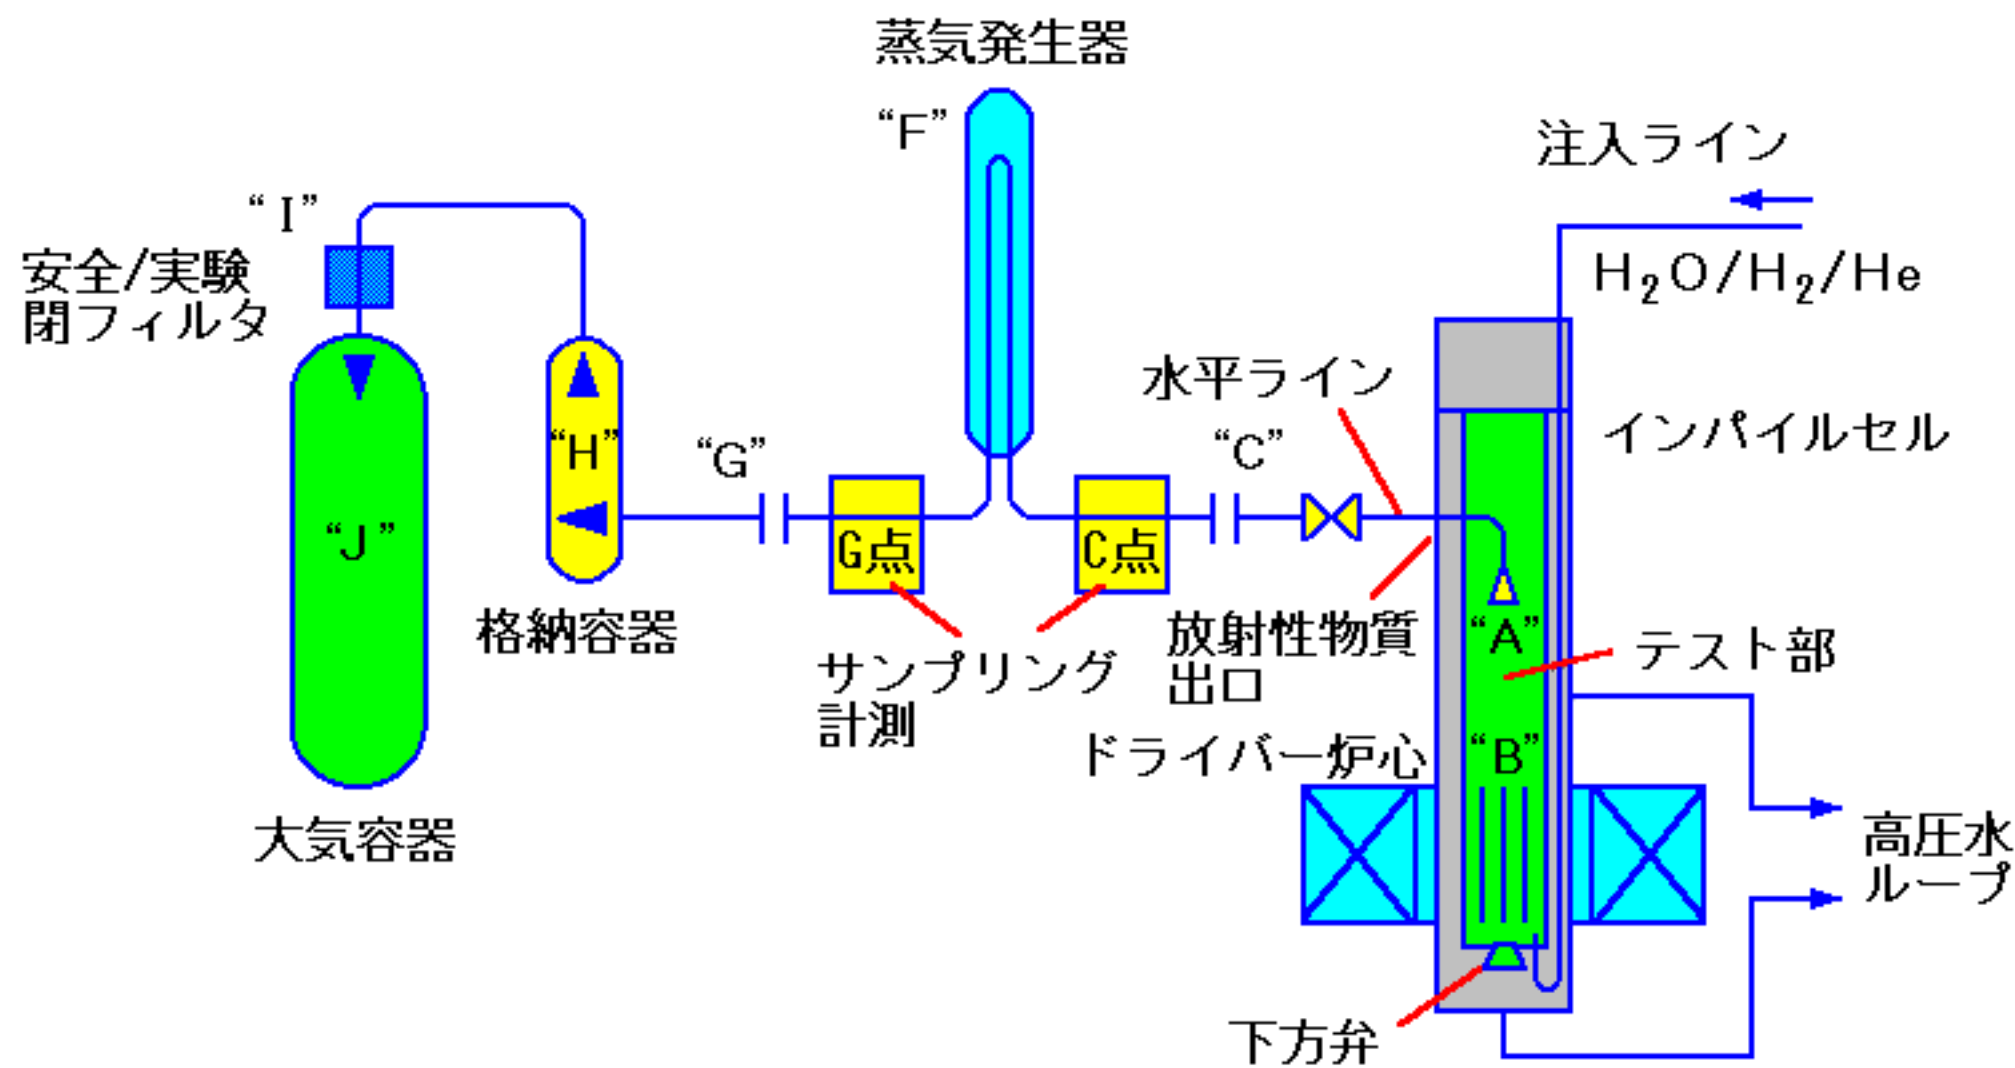 蒸気発生器
“F”
注入ライン
“I”
安全/実験
閉フィルタ
H₂O/H₂/He
水平ライン
インパイルセル
“H”
“G”
“C”
“J”
G点
C点
格納容器
サンプリング
計測
放射性物質
出口
“A”
テスト部
ドライバー炉心
“B”
大気容器
高圧水
ループ
下方弁